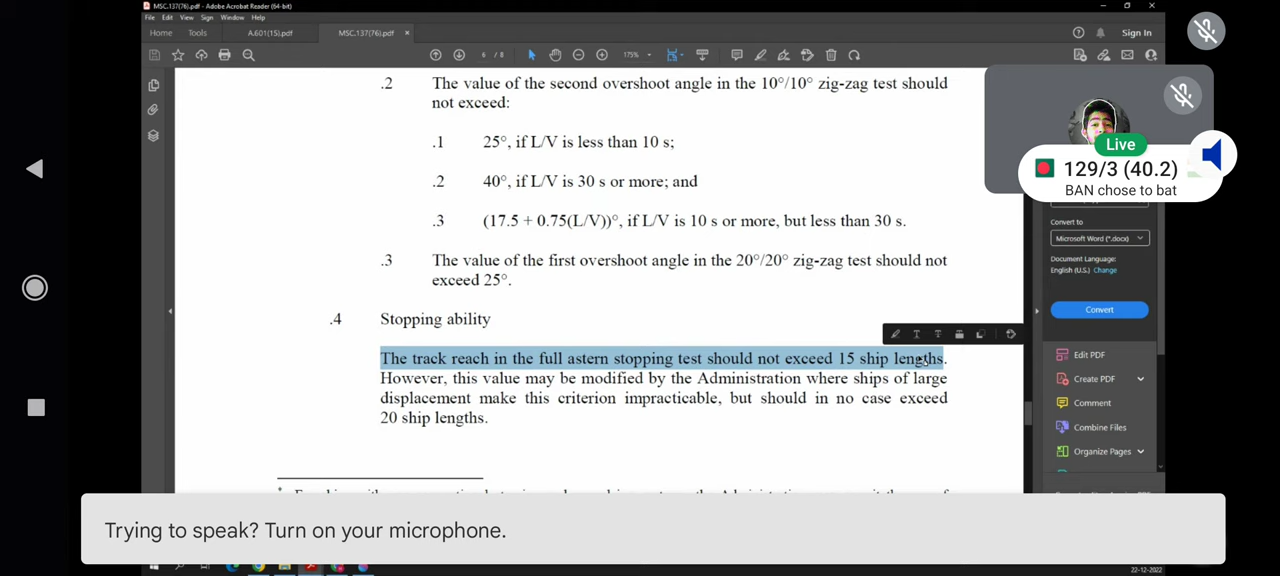 MSC.137(76).pdf - Adobe Acrobat Reader (64-bit)
File Edit View Sign Window Help
Home Tools A.601(15).pdf MSC.137(76).pdf × Sign In
6 / 8 175%
.2 The value of the second overshoot angle in the 10°/10° zig-zag test should
not exceed:
.1 25°, if L/V is less than 10 s;
.2 40°, if L/V is 30 s or more; and
.3 (17.5 + 0.75(L/V))°, if L/V is 10 s or more, but less than 30 s.
.3 The value of the first overshoot angle in the 20°/20° zig-zag test should not
exceed 25°.
.4 Stopping ability
The track reach in the full astern stopping test should not exceed 15 ship lengths.
However, this value may be modified by the Administration where ships of large
displacement make this criterion impracticable, but should in no case exceed
20 ship lengths.
Live
129/3 (40.2)
BAN chose to bat
Convert to
Microsoft Word (*.docx)
Document Language:
English (U.S.) Change
Convert
Edit PDF
Create PDF
Comment
Combine Files
Organize Pages
Trying to speak? Turn on your microphone.
22-12-2022